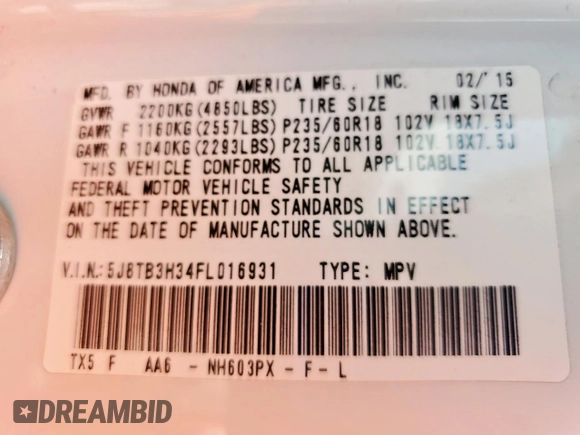 MFD. BY HONDA OF AMERICA MFG., INC. 02/'15
GVWR 2200KG(4850LBS) TIRE SIZE RIM SIZE
GAWR F 1160KG(2557LBS) P235/60R18 102V 18X7.5J
GAWR R 1040KG(2293LBS) P235/60R18 102V 18X7.5J
THIS VEHICLE CONFORMS TO ALL APPLICABLE
FEDERAL MOTOR VEHICLE SAFETY
AND THEFT PREVENTION STANDARDS IN EFFECT
ON THE DATE OF MANUFACTURE SHOWN ABOVE.
V.I.N.: 5J8TB3H34FL016931 TYPE: MPV
TX5 F AA6 - NH603PX - F - L
DREAMBID